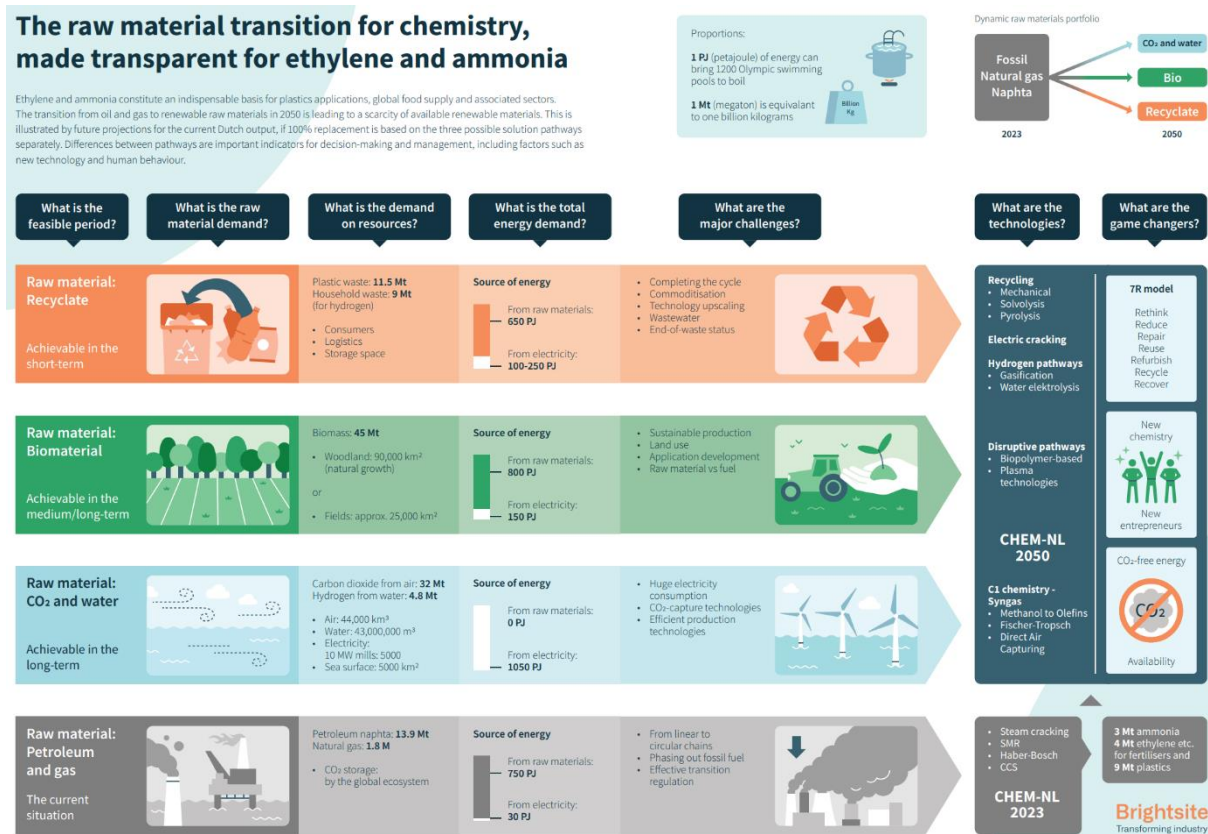 The raw material transition for chemistry,
made transparent for ethylene and ammonia
Ethylene and ammonia constitute an indispensable basis for plastics applications, global food supply and associated sectors.
The transition from oil and gas to renewable raw materials in 2050 is leading to a scarcity of available renewable materials. This is
illustrated by future projections for the current Dutch output, if 100% replacement is based on the three possible solution pathways
separately. Differences between pathways are important indicators for decision-making and management, including factors such as
new technology and human behaviour.
Proportions:
1 PJ (petajoule) of energy can
bring 1200 Olympic swimming
pools to boil
1 Mt (megaton) is equivalant
to one billion kilograms
Billion
Kg
Dynamic raw materials portfolio
Fossil
Natural gas
Naphta
CO₂ and water
Bio
Recyclate
2023
2050
What is the
feasible period?
What is the raw
material demand?
What is the demand
on resources?
What is the total
energy demand?
What are the
major challenges?
What are the
technologies?
What are the
game changers?
Raw material:
Recyclate
Achievable in the
short-term
Plastic waste: 11.5 Mt
Household waste: 9 Mt
(for hydrogen)
• Consumers
• Logistics
• Storage space
Source of energy
From raw materials:
650 PJ
From electricity:
100-250 PJ
• Completing the cycle
• Commoditisation
• Technology upscaling
• Wastewater
• End-of-waste status
Raw material:
Biomaterial
Achievable in the
medium/long-term
Biomass: 45 Mt
• Woodland: 90,000 km²
(natural growth)
or
• Fields: approx. 25,000 km²
Source of energy
From raw materials:
800 PJ
From electricity:
150 PJ
• Sustainable production
• Land use
• Application development
• Raw material vs fuel
Raw material:
CO₂ and water
Achievable in the
long-term
Carbon dioxide from air: 32 Mt
Hydrogen from water: 4.8 Mt
• Air: 44,000 km³
• Water: 43,000,000 m³
• Electricity:
10 MW mills: 5000
• Sea surface: 5000 km²
Source of energy
From raw materials:
0 PJ
From electricity:
1050 PJ
• Huge electricity
consumption
• CO₂-capture technologies
• Efficient production
technologies
Raw material:
Petroleum
and gas
The current
situation
Petroleum naphta: 13.9 Mt
Natural gas: 1.8 M
• CO₂ storage:
by the global ecosystem
Source of energy
From raw materials:
750 PJ
From electricity:
30 PJ
• From linear to
circular chains
• Phasing out fossil fuel
• Effective transition
regulation
Recycling
• Mechanical
• Solvolysis
• Pyrolysis
Electric cracking
Hydrogen pathways
• Gasification
• Water elektrolysis
Disruptive pathways
• Biopolymer-based
• Plasma
technologies
CHEM-NL
2050
C1 chemistry -
Syngas
• Methanol to Olefins
• Fischer-Tropsch
• Direct Air
Capturing
7R model
Rethink
Reduce
Repair
Reuse
Refurbish
Recycle
Recover
New
chemistry
New
entrepreneurs
CO₂-free energy
CO₂
Availability
• Steam cracking
• SMR
• Haber-Bosch
• CCS
CHEM-NL
2023
3 Mt ammonia
4 Mt ethylene etc.
for fertilisers and
9 Mt plastics
Brightsite
Transforming industry